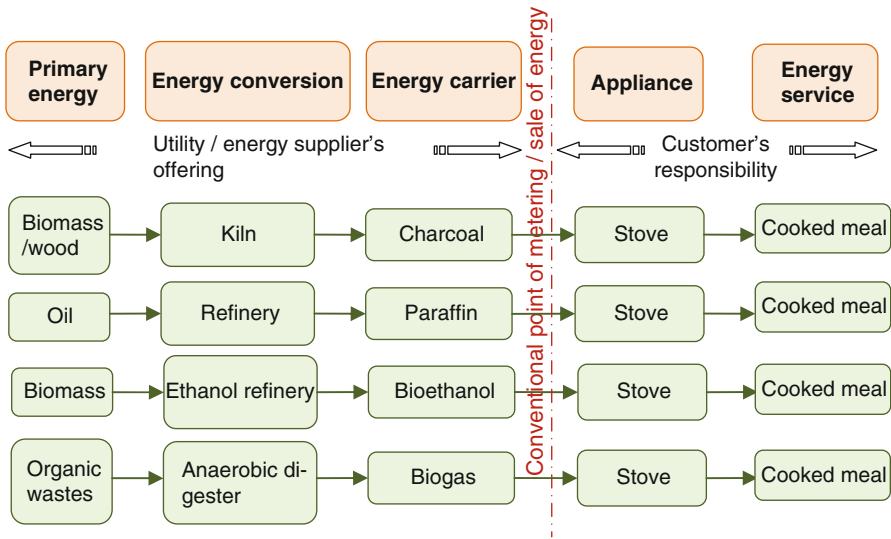 Primary
energy
Energy conversion
Energy carrier
Appliance
Energy
service
Utility / energy supplier's
offering
Customer's
responsibility
Conventional point of metering / sale of energy
Biomass
/wood
Kiln
Charcoal
Stove
Cooked meal
Oil
Refinery
Paraffin
Stove
Cooked meal
Biomass
Ethanol refinery
Bioethanol
Stove
Cooked meal
Organic
wastes
Anaerobic di-
gester
Biogas
Stove
Cooked meal